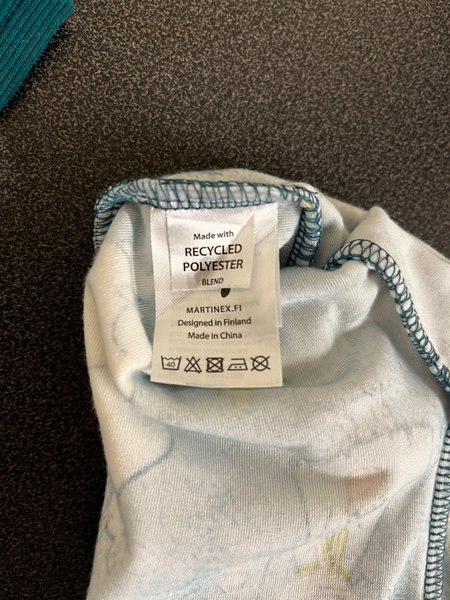 Made with
RECYCLED
POLYESTER
BLEND
MARTINEX.FI
Designed in Finland
Made in China
40